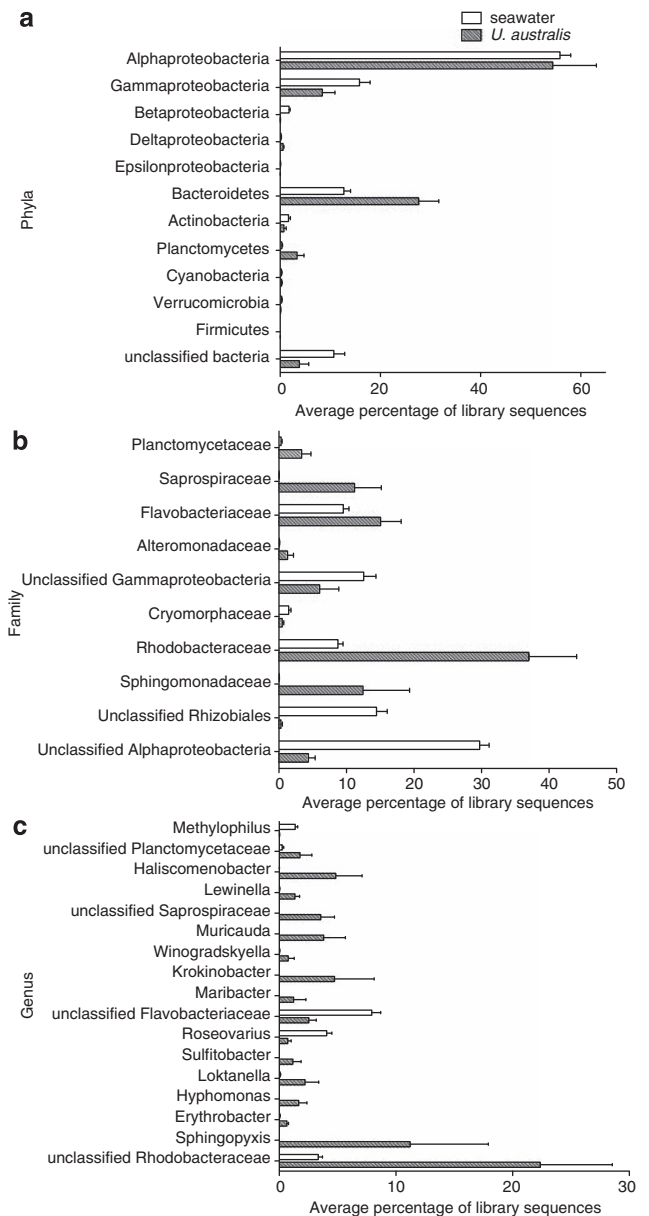 a
seawater
U. australis
Alphaproteobacteria
Gammaproteobacteria
Betaproteobacteria
Deltaproteobacteria
Epsilonproteobacteria
Bacteroidetes
Actinobacteria
Planctomycetes
Cyanobacteria
Verrucomicrobia
Firmicutes
unclassified bacteria
Phyla
0 20 40 60
Average percentage of library sequences
b
Planctomycetaceae
Saprospiraceae
Flavobacteriaceae
Alteromonadaceae
Unclassified Gammaproteobacteria
Cryomorphaceae
Rhodobacteraceae
Sphingomonadaceae
Unclassified Rhizobiales
Unclassified Alphaproteobacteria
Family
0 10 20 30 40 50
Average percentage of library sequences
c
Methylophilus
unclassified Planctomycetaceae
Haliscomenobacter
Lewinella
unclassified Saprospiraceae
Muricauda
Winogradskyella
Krokinobacter
Maribacter
unclassified Flavobacteriaceae
Roseovarius
Sulfitobacter
Loktanella
Hyphomonas
Erythrobacter
Sphingopyxis
unclassified Rhodobacteraceae
Genus
0 10 20 30
Average percentage of library sequences